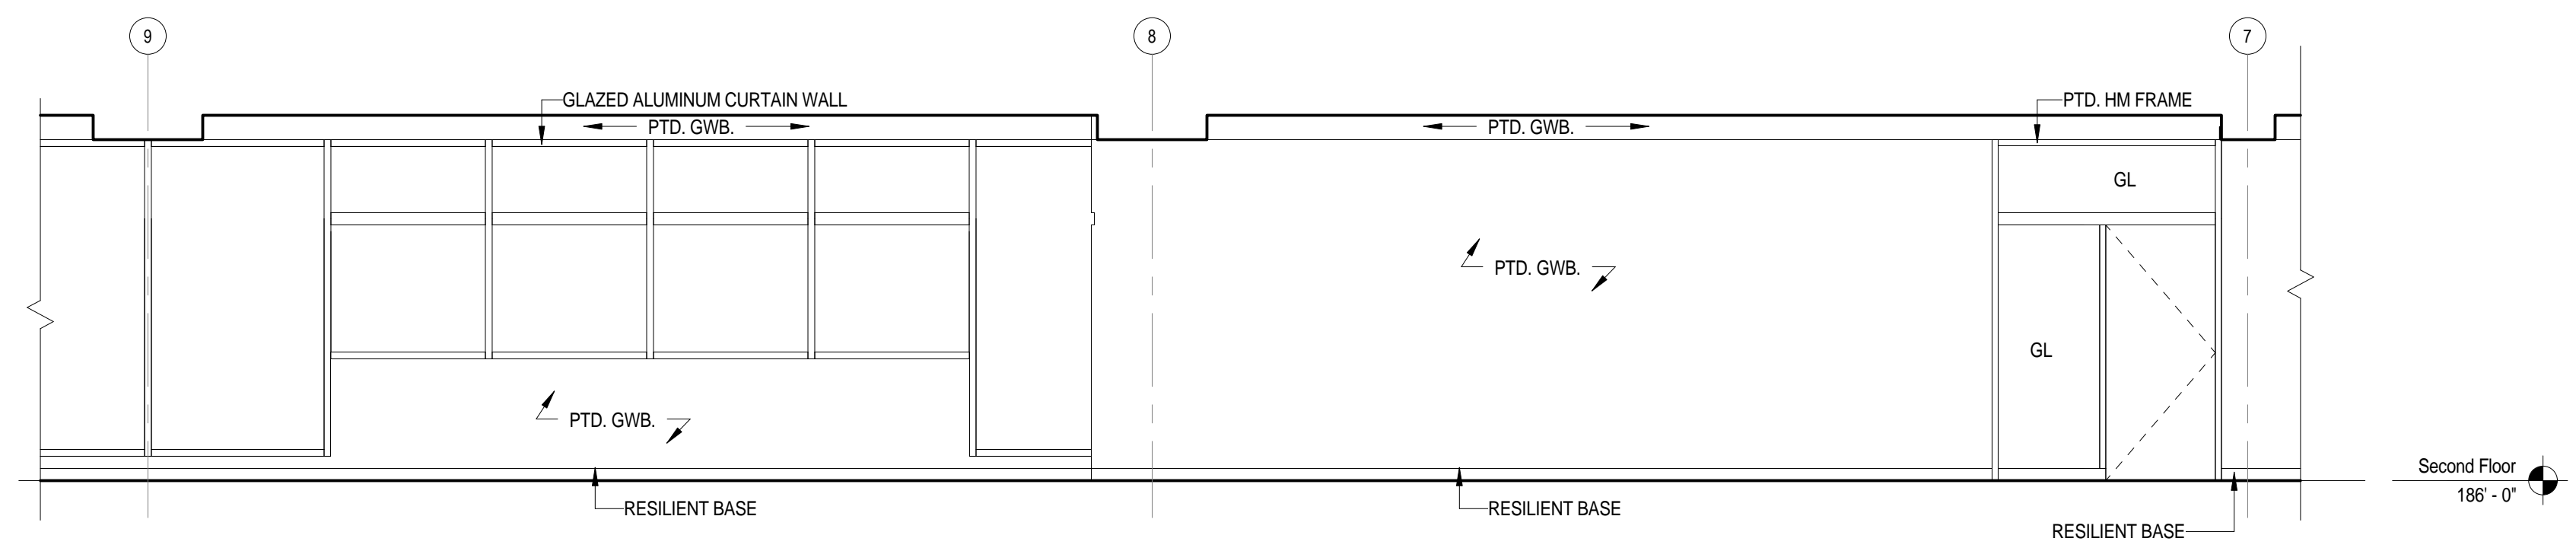 9
8
7
GLAZED ALUMINUM CURTAIN WALL
PTD. HM FRAME
PTD. GWB.
PTD. GWB.
GL
PTD. GWB.
GL
PTD. GWB.
Second Floor
186' - 0"
RESILIENT BASE
RESILIENT BASE
RESILIENT BASE